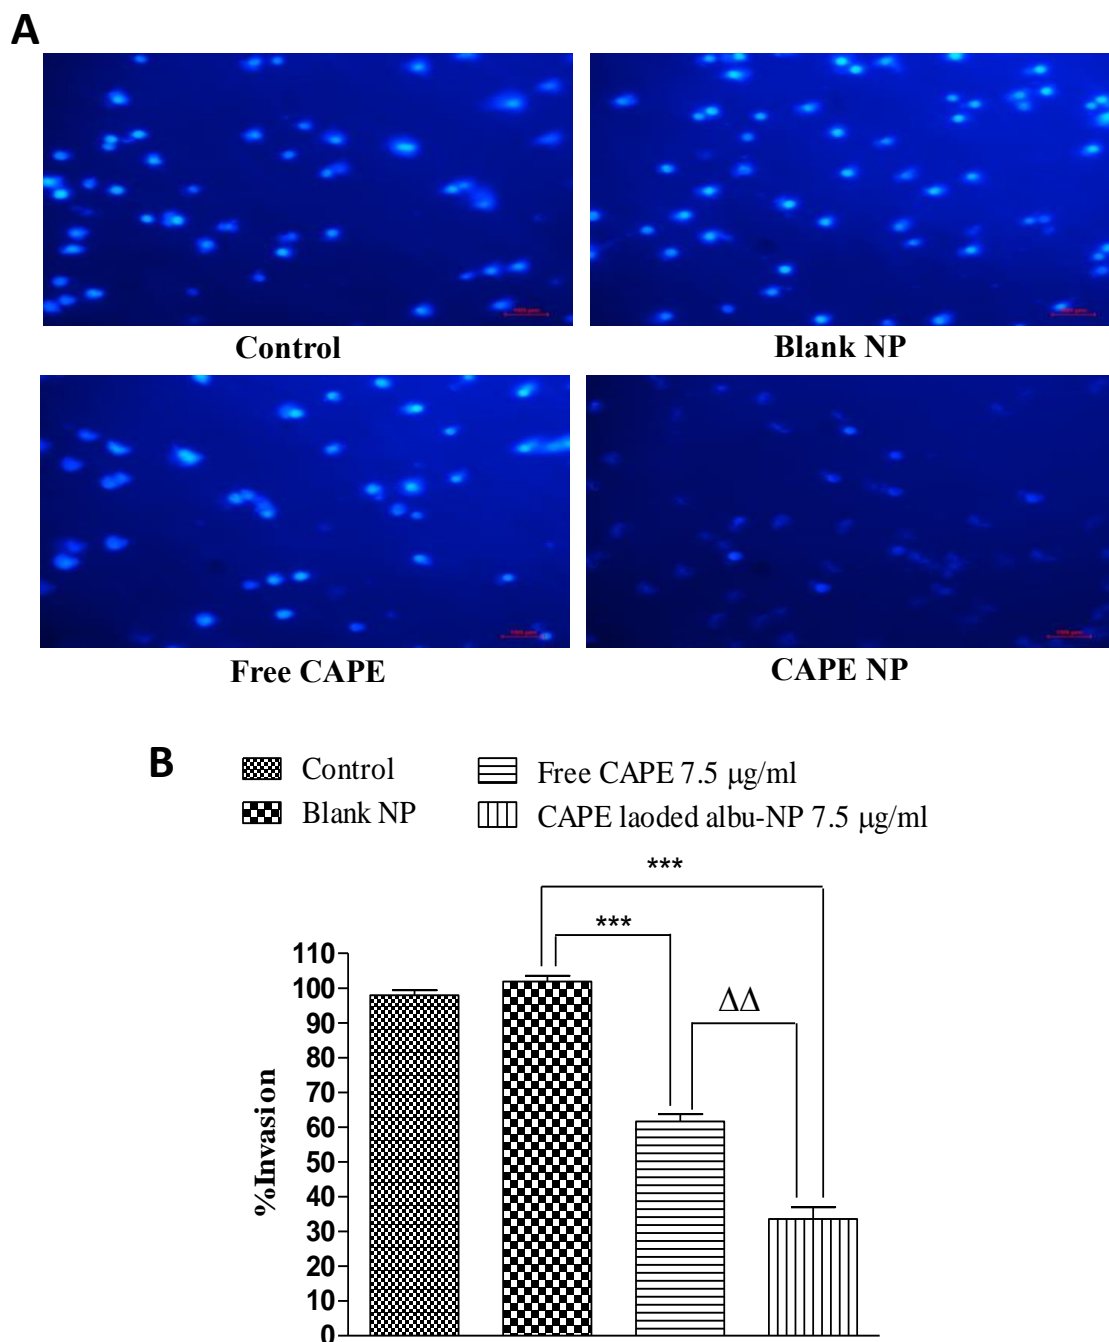 A
Control
Blank NP
Free CAPE
CAPE NP
B
Control
Free CAPE 7.5 μg/ml
Blank NP
CAPE laoded albu-NP 7.5 μg/ml
***
***
ΔΔ
110
100
90
80
70
60
50
40
30
20
10
0
%Invasion